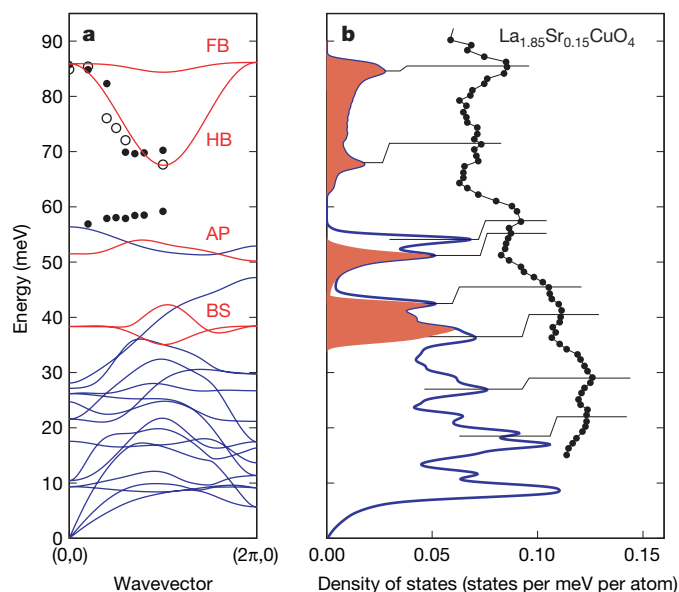 a
b
La1.85Sr0.15CuO4
FB
HB
AP
BS
90
80
70
60
50
40
30
20
10
0
Energy (meV)
(0,0)
(2π,0)
Wavevector
0.00
0.05
0.10
0.15
Density of states (states per meV per atom)